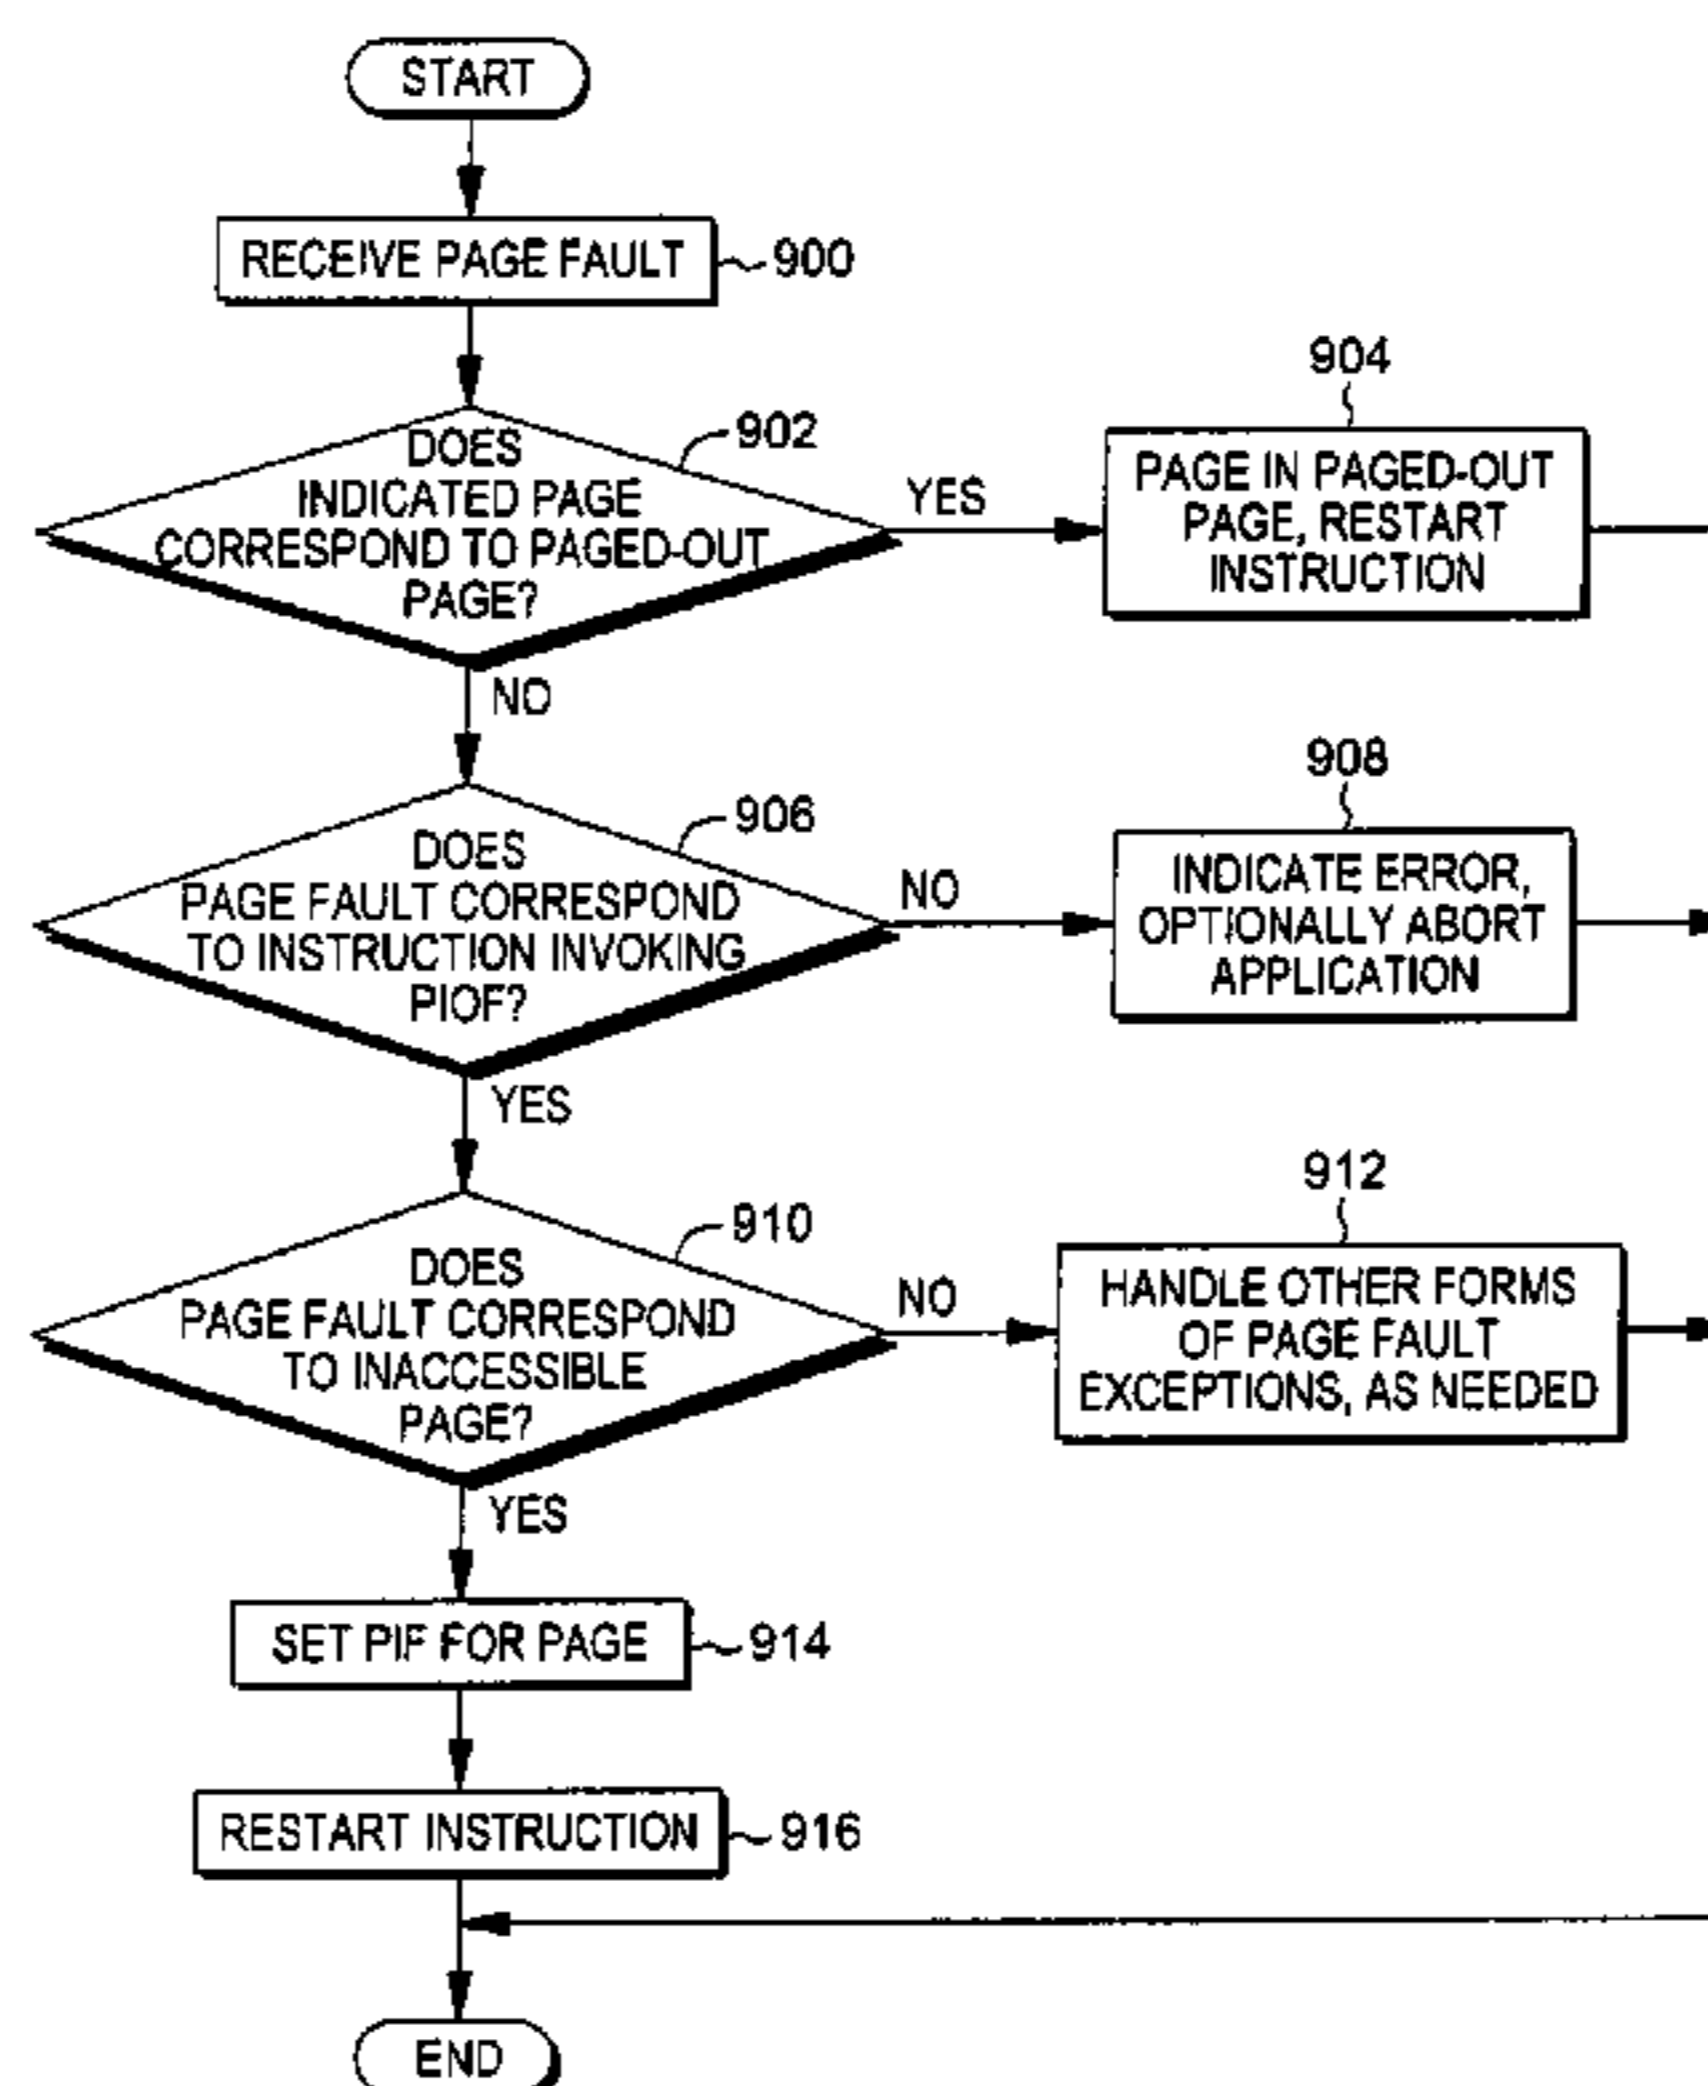 START
RECEIVE PAGE FAULT
900
DOES
INDICATED PAGE
CORRESPOND TO PAGED-OUT
PAGE?
902
YES
904
PAGE IN PAGED-OUT
PAGE, RESTART
INSTRUCTION
NO
DOES
PAGE FAULT CORRESPOND
TO INSTRUCTION INVOKING
PIOF?
906
NO
908
INDICATE ERROR,
OPTIONALLY ABORT
APPLICATION
YES
DOES
PAGE FAULT CORRESPOND
TO INACCESSIBLE
PAGE?
910
NO
912
HANDLE OTHER FORMS
OF PAGE FAULT
EXCEPTIONS, AS NEEDED
YES
SET PIF FOR PAGE
914
RESTART INSTRUCTION
916
END